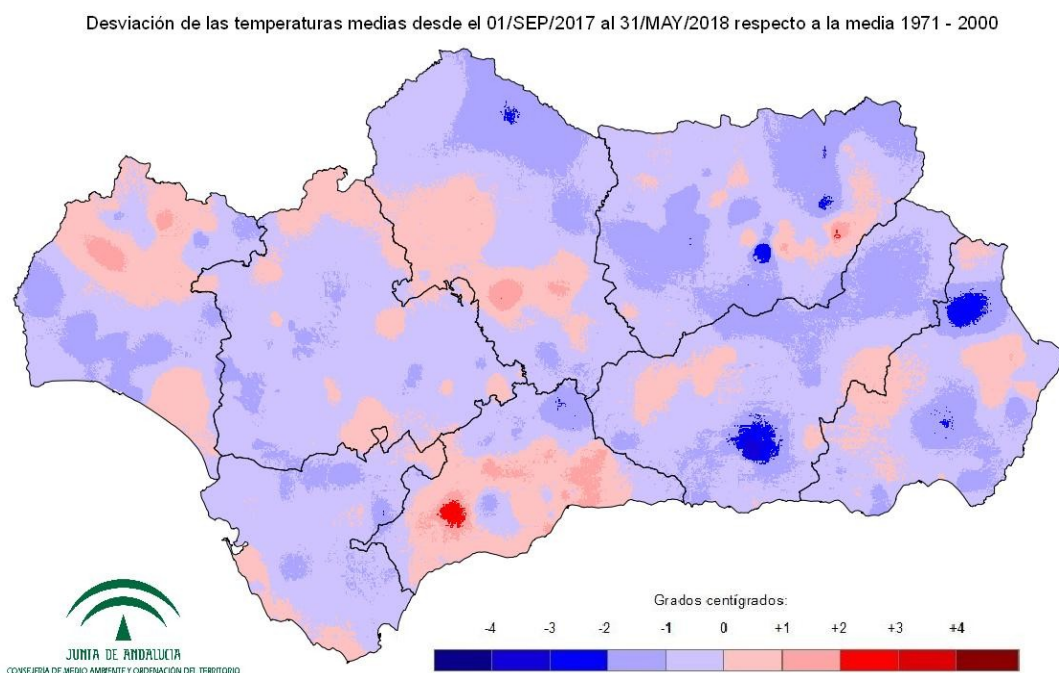 Desviación de las temperaturas medias desde el 01/SEP/2017 al 31/MAY/2018 respecto a la media 1971 - 2000
Grados centígrados:
-4 -3 -2 -1 0 +1 +2 +3 +4
JUNTA DE ANDALUCIA
CONSEJERÍA DE MEDIO AMBIENTE Y ORDENACIÓN DEL TERRITORIO